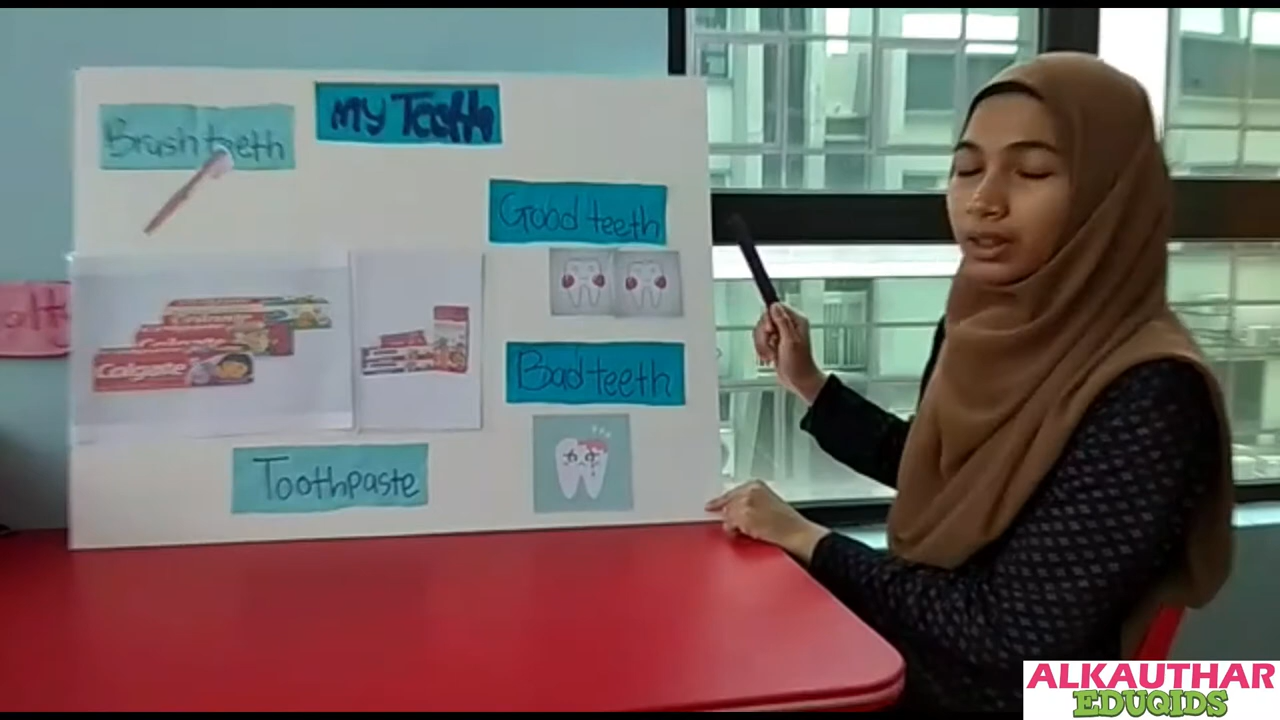 My Teeth
Brush teeth
Good teeth
Colgate
Bad teeth
Toothpaste
ALKAUTHAR
EDUQIDS